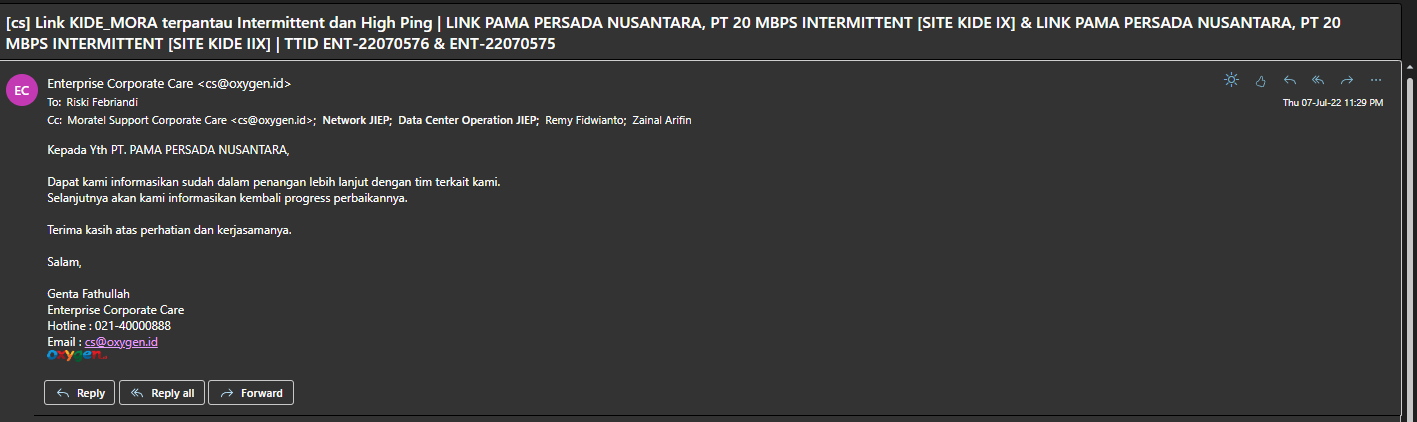 [cs] Link KIDE_MORA terpantau Intermittent dan High Ping | LINK PAMA PERSADA NUSANTARA, PT 20 MBPS INTERMITTENT [SITE KIDE IX] & LINK PAMA PERSADA NUSANTARA, PT 20
MBPS INTERMITTENT [SITE KIDE IIX] | TTID ENT-22070576 & ENT-22070575
EC
Enterprise Corporate Care <cs@oxygen.id>
To: Riski Febriandi
Thu 07-Jul-22 11:29 PM
Cc: Moratel Support Corporate Care <cs@oxygen.id>; Network JIEP; Data Center Operation JIEP; Remy Fidwianto; Zainal Arifin
Kepada Yth PT. PAMA PERSADA NUSANTARA,
Dapat kami informasikan sudah dalam penangan lebih lanjut dengan tim terkait kami.
Selanjutnya akan kami informasikan kembali progress perbaikannya.
Terima kasih atas perhatian dan kerjasamanya.
Salam,
Genta Fathullah
Enterprise Corporate Care
Hotline : 021-40000888
Email : cs@oxygen.id
oxygen.id
Reply
Reply all
Forward